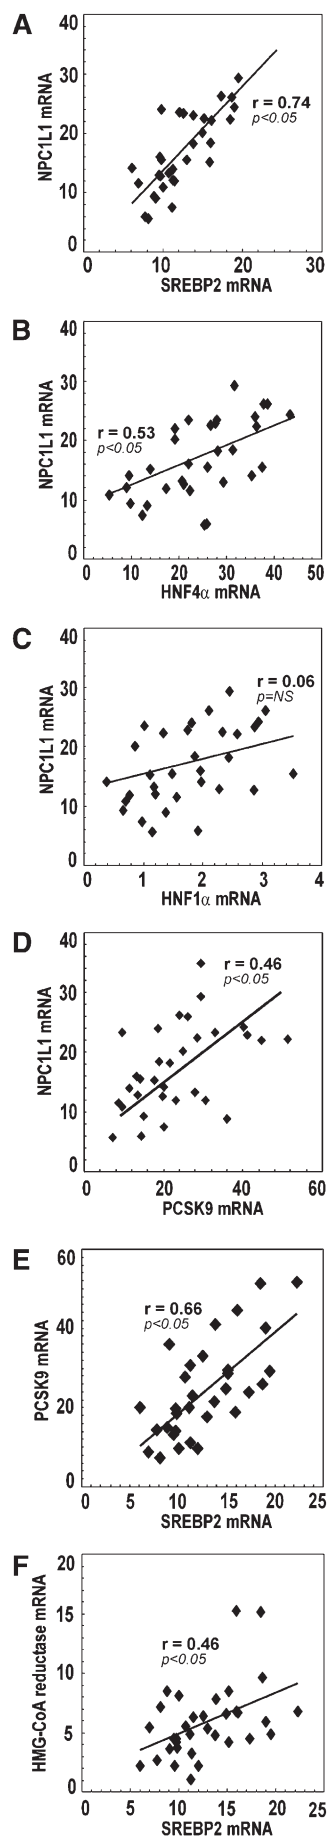 A
NPC1L1 mRNA
40
30
20
10
0
r = 0.74
p<0.05
0 10 20 30
SREBP2 mRNA
B
NPC1L1 mRNA
40
30
20
10
0
r = 0.53
p<0.05
0 10 20 30 40 50
HNF4α mRNA
C
NPC1L1 mRNA
40
30
20
10
0
r = 0.06
p=NS
1 2 3 4
HNF1α mRNA
D
NPC1L1 mRNA
40
30
20
10
0
r = 0.46
p<0.05
0 20 40 60
PCSK9 mRNA
E
PCSK9 mRNA
60
40
20
0
r = 0.66
p<0.05
0 5 10 15 20 25
SREBP2 mRNA
F
HMG-CoA reductase mRNA
20
15
10
5
0
r = 0.46
p<0.05
0 5 10 15 20 25
SREBP2 mRNA